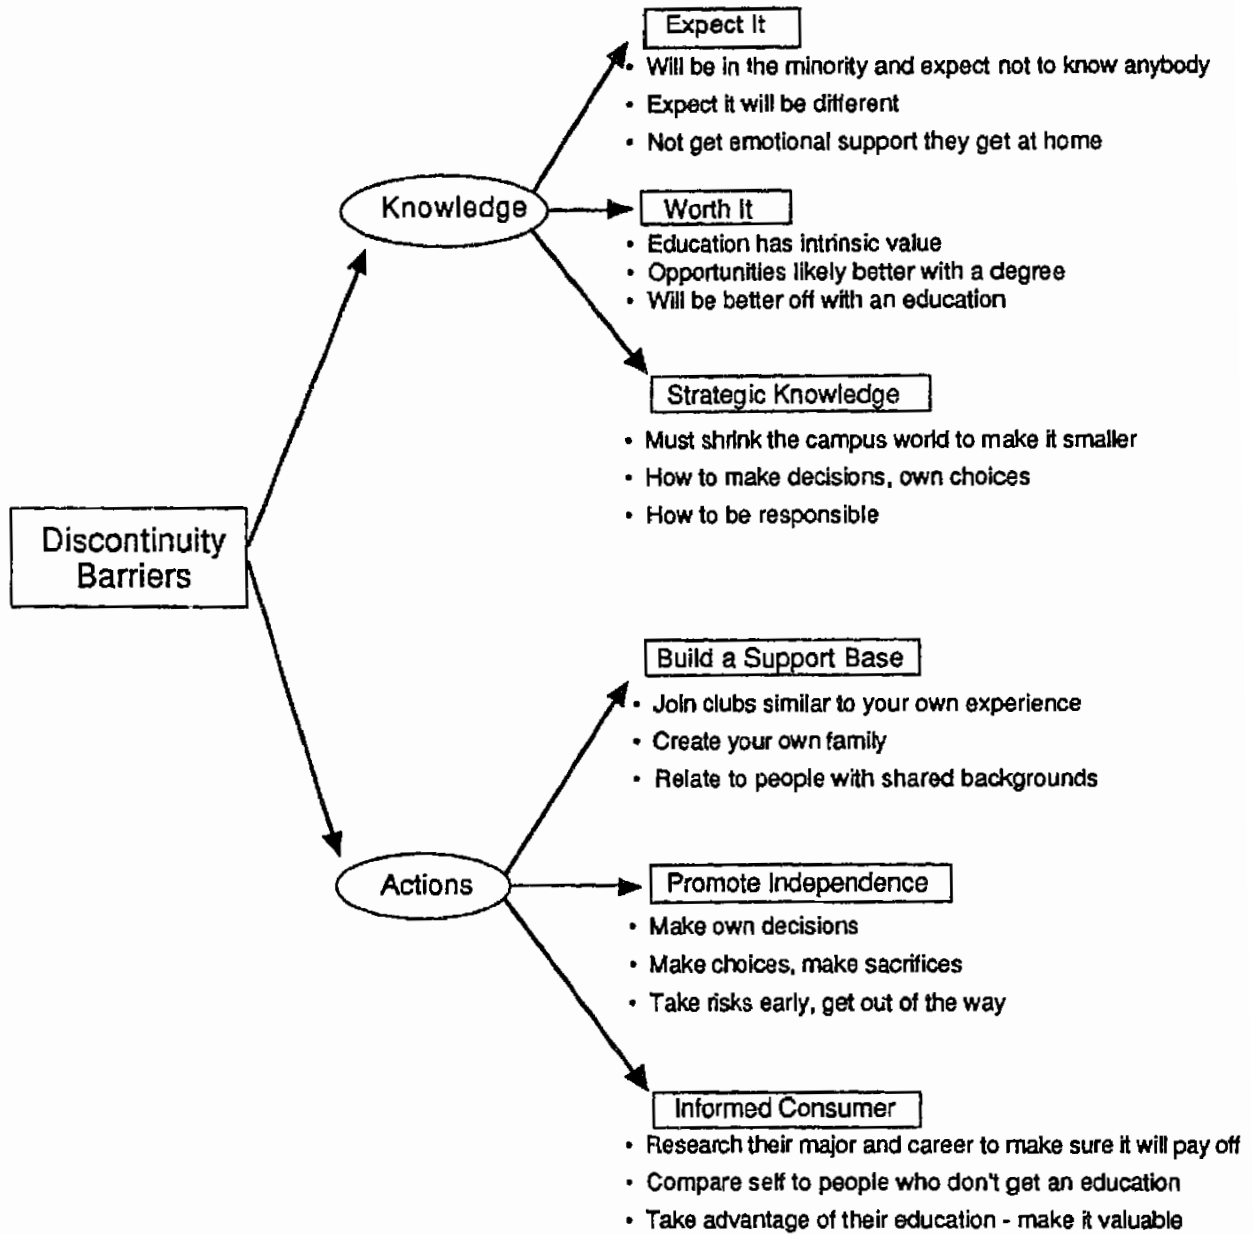 Expect It
• Will be in the minority and expect not to know anybody
• Expect it will be different
• Not get emotional support they get at home
Knowledge
Worth It
• Education has intrinsic value
• Opportunities likely better with a degree
• Will be better off with an education
Strategic Knowledge
• Must shrink the campus world to make it smaller
• How to make decisions, own choices
• How to be responsible
Discontinuity
Barriers
Build a Support Base
• Join clubs similar to your own experience
• Create your own family
• Relate to people with shared backgrounds
Actions
Promote Independence
• Make own decisions
• Make choices, make sacrifices
• Take risks early, get out of the way
Informed Consumer
• Research their major and career to make sure it will pay off
• Compare self to people who don't get an education
• Take advantage of their education - make it valuable